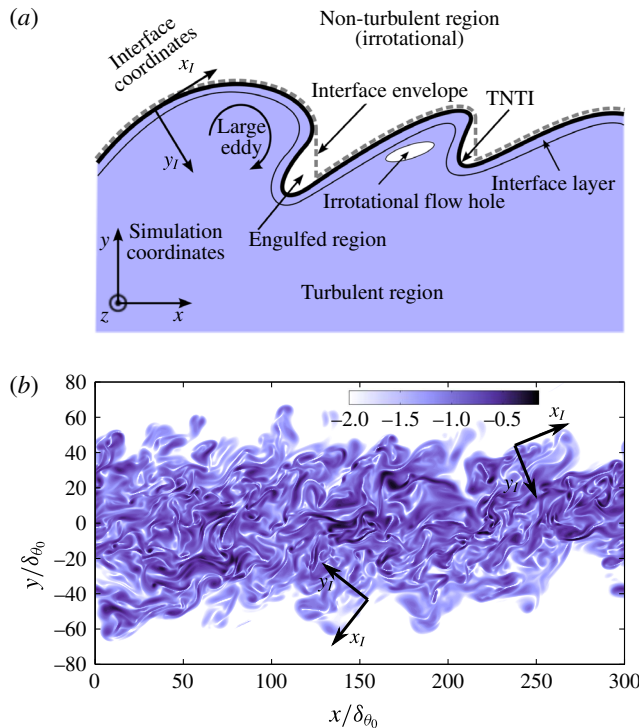 (a)
Non-turbulent region
(irrotational)
Interface
coordinates
x_I
Interface envelope
TNTI
Large
eddy
y_I
Interface layer
Irrotational flow hole
Engulfed region
Simulation
coordinates
y
z
x
Turbulent region
(b)
80
60
40
20
0
−20
−40
−60
−80
−2.0 −1.5 −1.0 −0.5
x_I
y_I
y_I
x_I
0 50 100 150 200 250 300
y/δ_θ0
x/δ_θ0